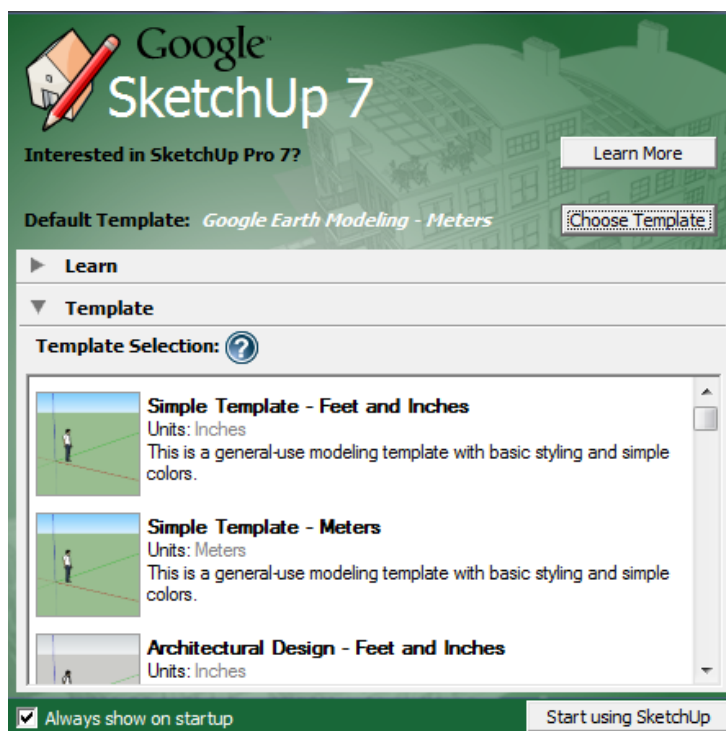 Google
SketchUp 7
Interested in SketchUp Pro 7?
Learn More
Default Template: Google Earth Modeling - Meters
Choose Template
Learn
Template
Template Selection: ?
Simple Template - Feet and Inches
Units: Inches
This is a general-use modeling template with basic styling and simple
colors.
Simple Template - Meters
Units: Meters
This is a general-use modeling template with basic styling and simple
colors.
Architectural Design - Feet and Inches
Units: Inches
Always show on startup
Start using SketchUp